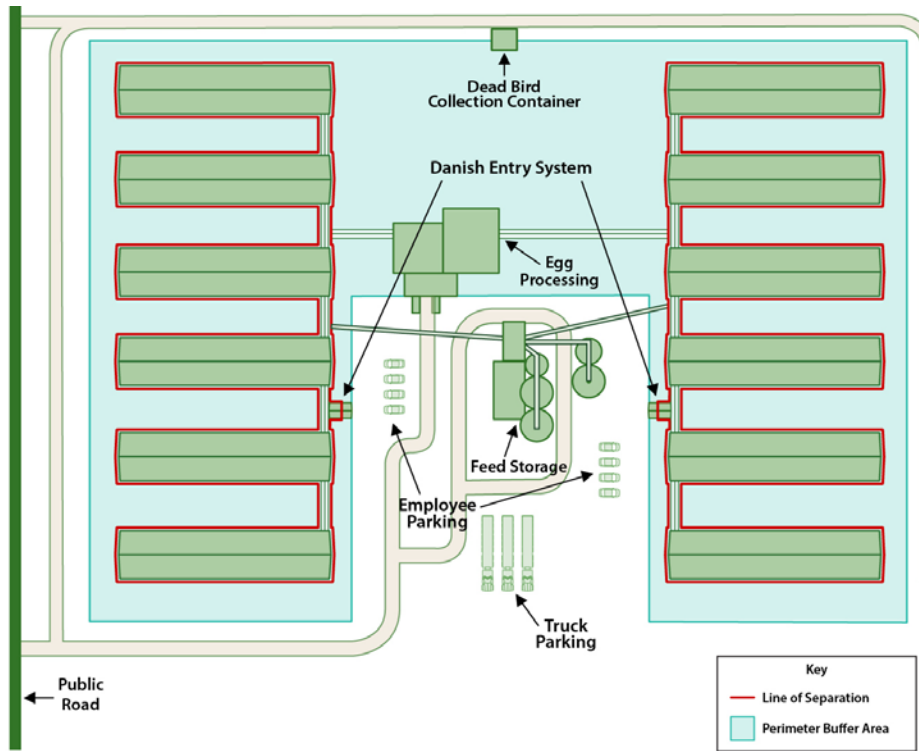 Dead Bird
Collection Container
Danish Entry System
Egg
Processing
Feed Storage
Employee
Parking
Truck
Parking
Public
Road
Key
Line of Separation
Perimeter Buffer Area